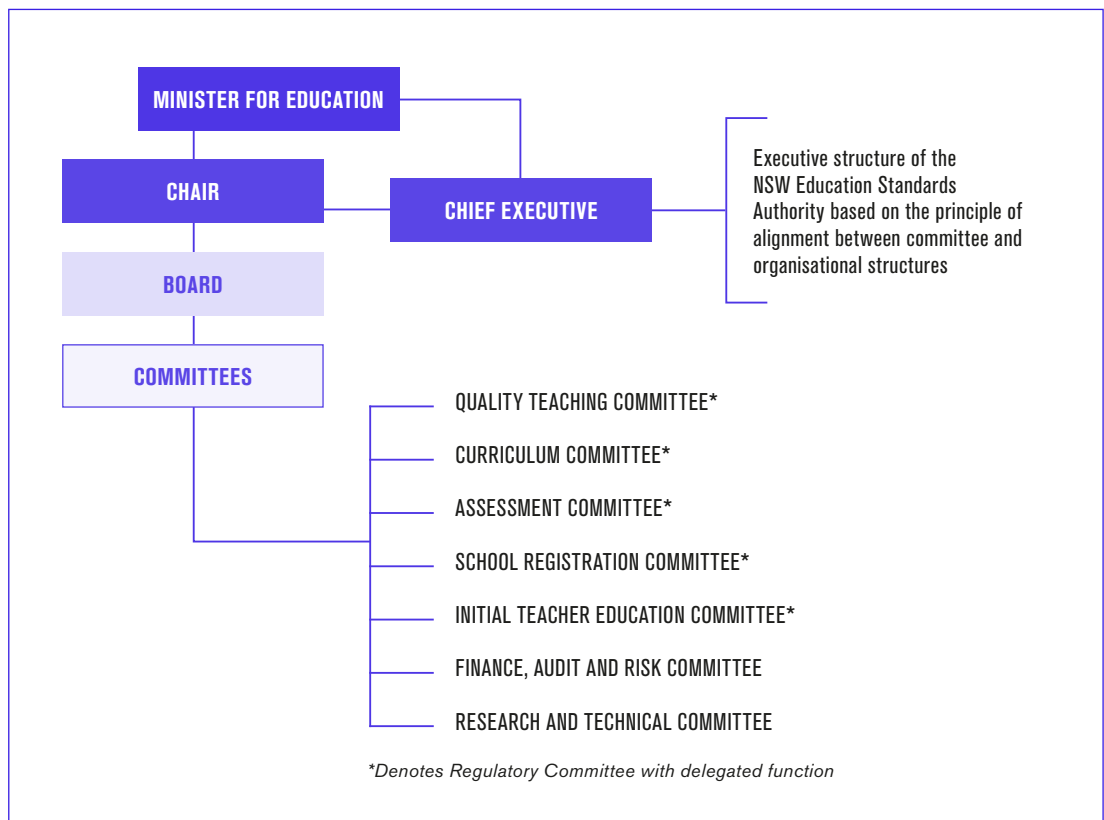 MINISTER FOR EDUCATION
CHAIR
CHIEF EXECUTIVE
Executive structure of the
NSW Education Standards
Authority based on the principle of
alignment between committee and
organisational structures
BOARD
COMMITTEES
QUALITY TEACHING COMMITTEE*
CURRICULUM COMMITTEE*
ASSESSMENT COMMITTEE*
SCHOOL REGISTRATION COMMITTEE*
INITIAL TEACHER EDUCATION COMMITTEE*
FINANCE, AUDIT AND RISK COMMITTEE
RESEARCH AND TECHNICAL COMMITTEE
*Denotes Regulatory Committee with delegated function